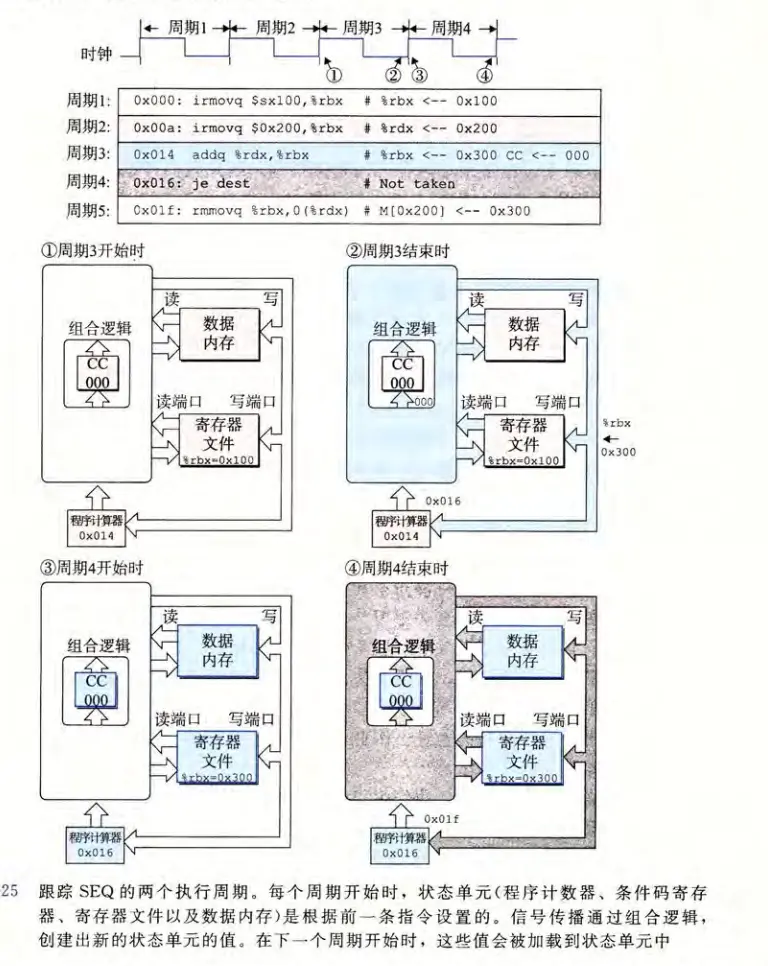 周期1 周期2 周期3 周期4
时钟
① ② ③ ④
周期1: 0x000: irmovq $sx100,%rbx # %rbx <-- 0x100
周期2: 0x00a: irmovq $0x200,%rbx # %rdx <-- 0x200
周期3: 0x014 addq %rdx,%rbx # %rbx <-- 0x300 CC <-- 000
周期4: 0x016: je dest # Not taken
周期5: 0x01f: rmmovq %rbx,0(%rdx) # M[0x200] <-- 0x300
①周期3开始时
读 写
组合逻辑
数据
内存
CC
000
读端口 写端口
寄存器
文件
%rbx=0x100
程序计算器
0x014
②周期3结束时
读 写
组合逻辑
数据
内存
CC
000
000
读端口 写端口
寄存器
文件
%rbx=0x100
%rbx
0x300
0x016
程序计算器
0x014
③周期4开始时
读 写
组合逻辑
数据
内存
CC
000
读端口 写端口
寄存器
文件
%rbx=0x300
程序计算器
0x016
④周期4结束时
读 写
组合逻辑
数据
内存
CC
000
读端口 写端口
寄存器
文件
%rbx=0x300
0x01f
程序计算器
0x016
25 跟踪 SEQ 的两个执行周期。每个周期开始时，状态单元(程序计数器、条件码寄存
器、寄存器文件以及数据内存)是根据前一条指令设置的。信号传播通过组合逻辑，
创建出新的状态单元的值。在下一个周期开始时，这些值会被加载到状态单元中